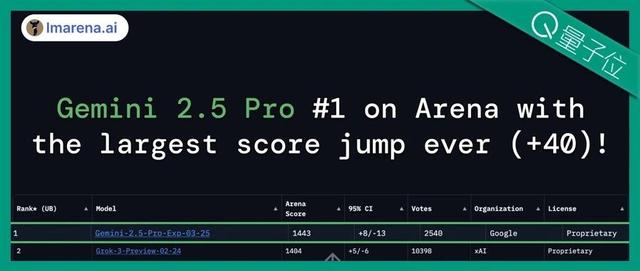 lmarena.ai
量子位
Gemini 2.5 Pro #1 on Arena with
the largest score jump ever (+40)!
Rank* (UB) Model Arena Score 95% CI Votes Organization License
1 Gemini-2.5-Pro-Exp-03-25 1443 +8/-13 2540 Google Proprietary
2 Grok-3-Preview-02-24 1404 +5/-6 10398 xAI Proprietary